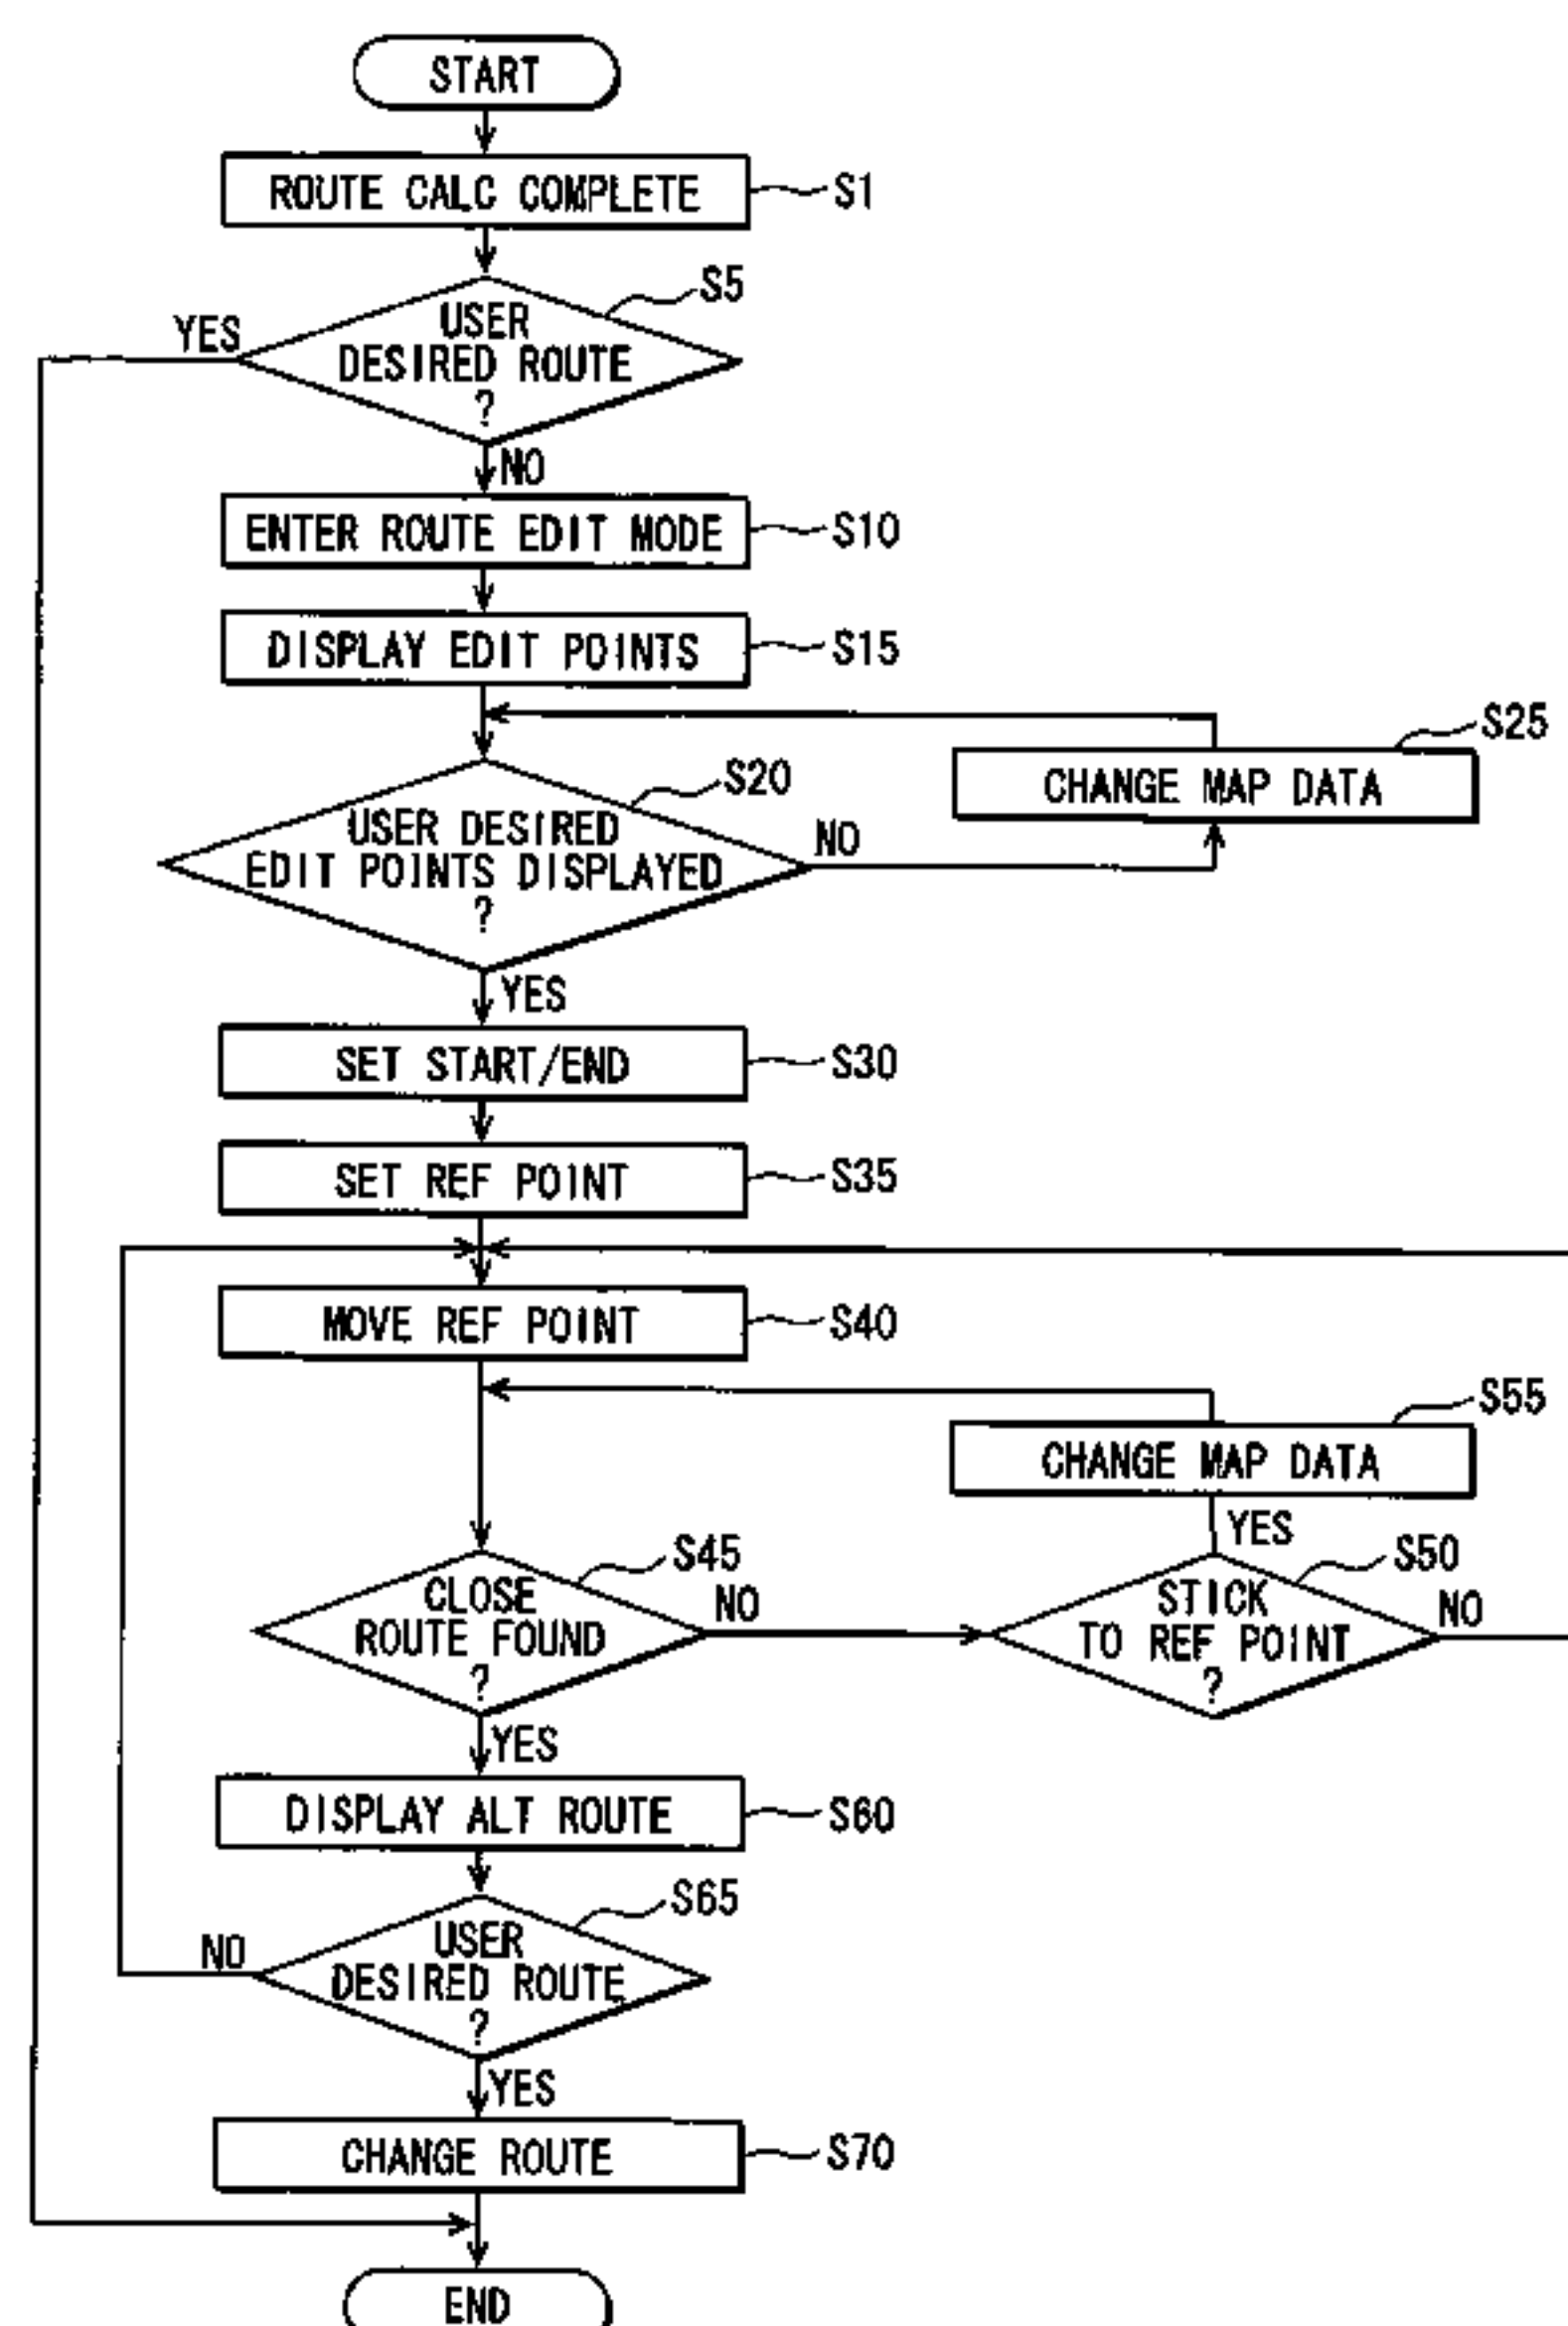 START
ROUTE CALC COMPLETE
S1
S5
USER
DESIRED ROUTE
?
YES
NO
ENTER ROUTE EDIT MODE
S10
DISPLAY EDIT POINTS
S15
S25
CHANGE MAP DATA
S20
USER DESIRED
EDIT POINTS DISPLAYED
?
NO
YES
SET START/END
S30
SET REF POINT
S35
MOVE REF POINT
S40
S55
CHANGE MAP DATA
YES
S45
CLOSE
ROUTE FOUND
?
NO
S50
STICK
TO REF POINT
?
NO
YES
DISPLAY ALT ROUTE
S60
S65
USER
DESIRED ROUTE
?
NO
YES
CHANGE ROUTE
S70
END